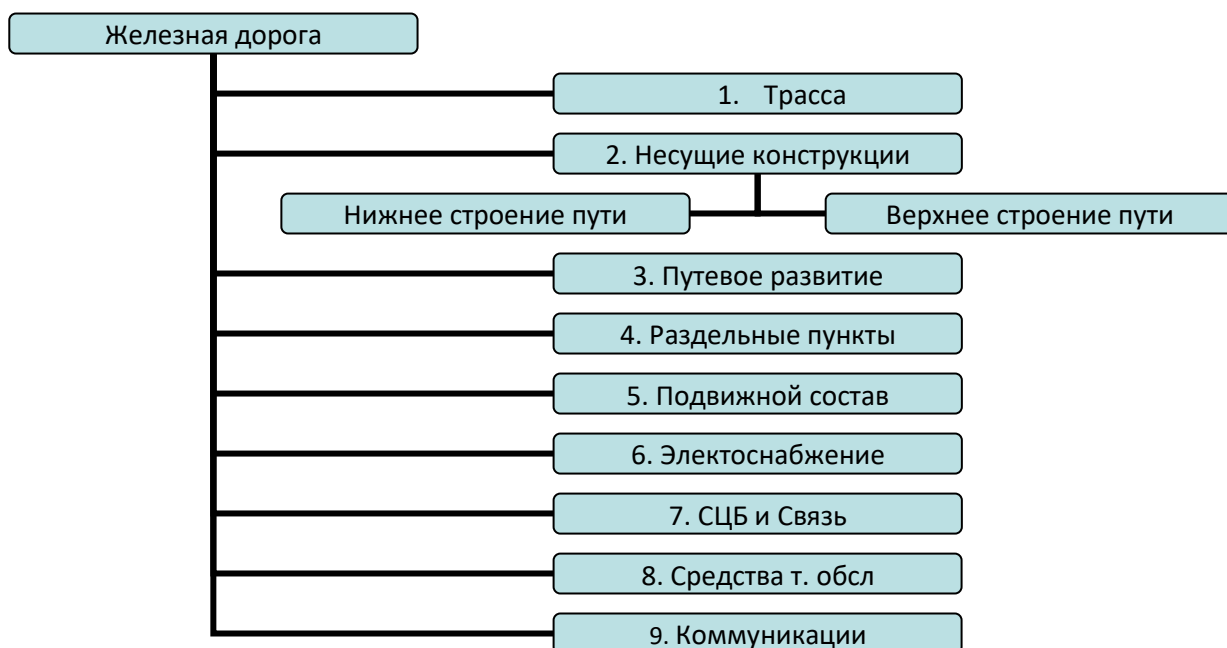 Железная дорога
1. Трасса
2. Несущие конструкции
Нижнее строение пути
Верхнее строение пути
3. Путевое развитие
4. Раздельные пункты
5. Подвижной состав
6. Электоснабжение
7. СЦБ и Связь
8. Средства т. обсл
9. Коммуникации